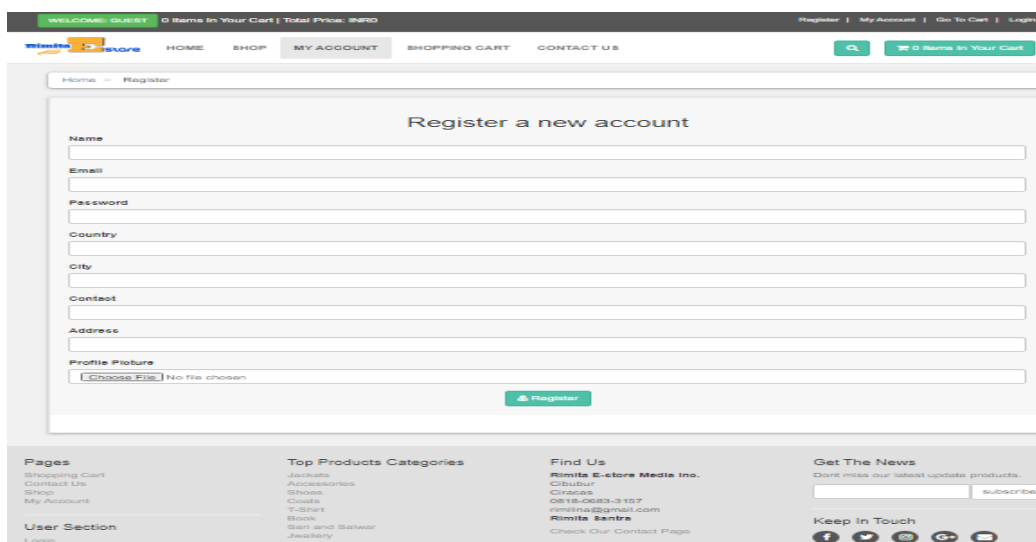 WELCOME: GUEST 0 Items In Your Cart | Total Price: INR0 Register | My Account | Go To Cart | Login
Rimita E-STORE HOME SHOP MY ACCOUNT SHOPPING CART CONTACT US 0 Items In Your Cart
Home > Register
Register a new account
Name
Email
Password
Country
City
Contact
Address
Profile Picture
Choose File No file chosen
Register
Pages
Shopping Cart
Contact Us
Shop
My Account
User Section
Login
Top Products Categories
Jackets
Accessories
Shoes
Coats
T-Shirt
Book
Sari and Salwar
Jwallery
Find Us
Rimita E-store Media Inc.
Cibubur
Ciracas
0818-0683-3157
rimilina@gmail.com
Rimita Santra
Check Our Contact Page
Get The News
Dont miss our latest update products.
subscribe
Keep In Touch